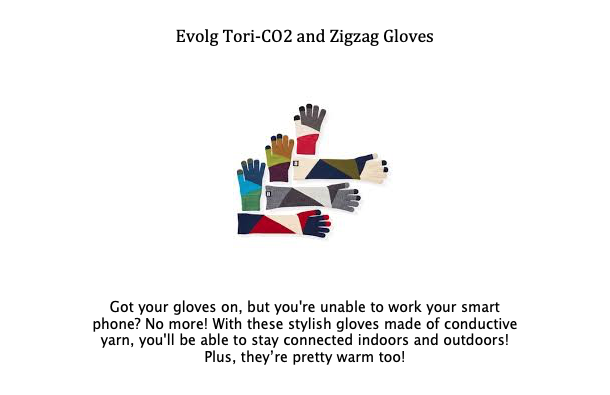 Evolg Tori-CO2 and Zigzag Gloves
Got your gloves on, but you're unable to work your smart
phone? No more! With these stylish gloves made of conductive
yarn, you'll be able to stay connected indoors and outdoors!
Plus, they’re pretty warm too!